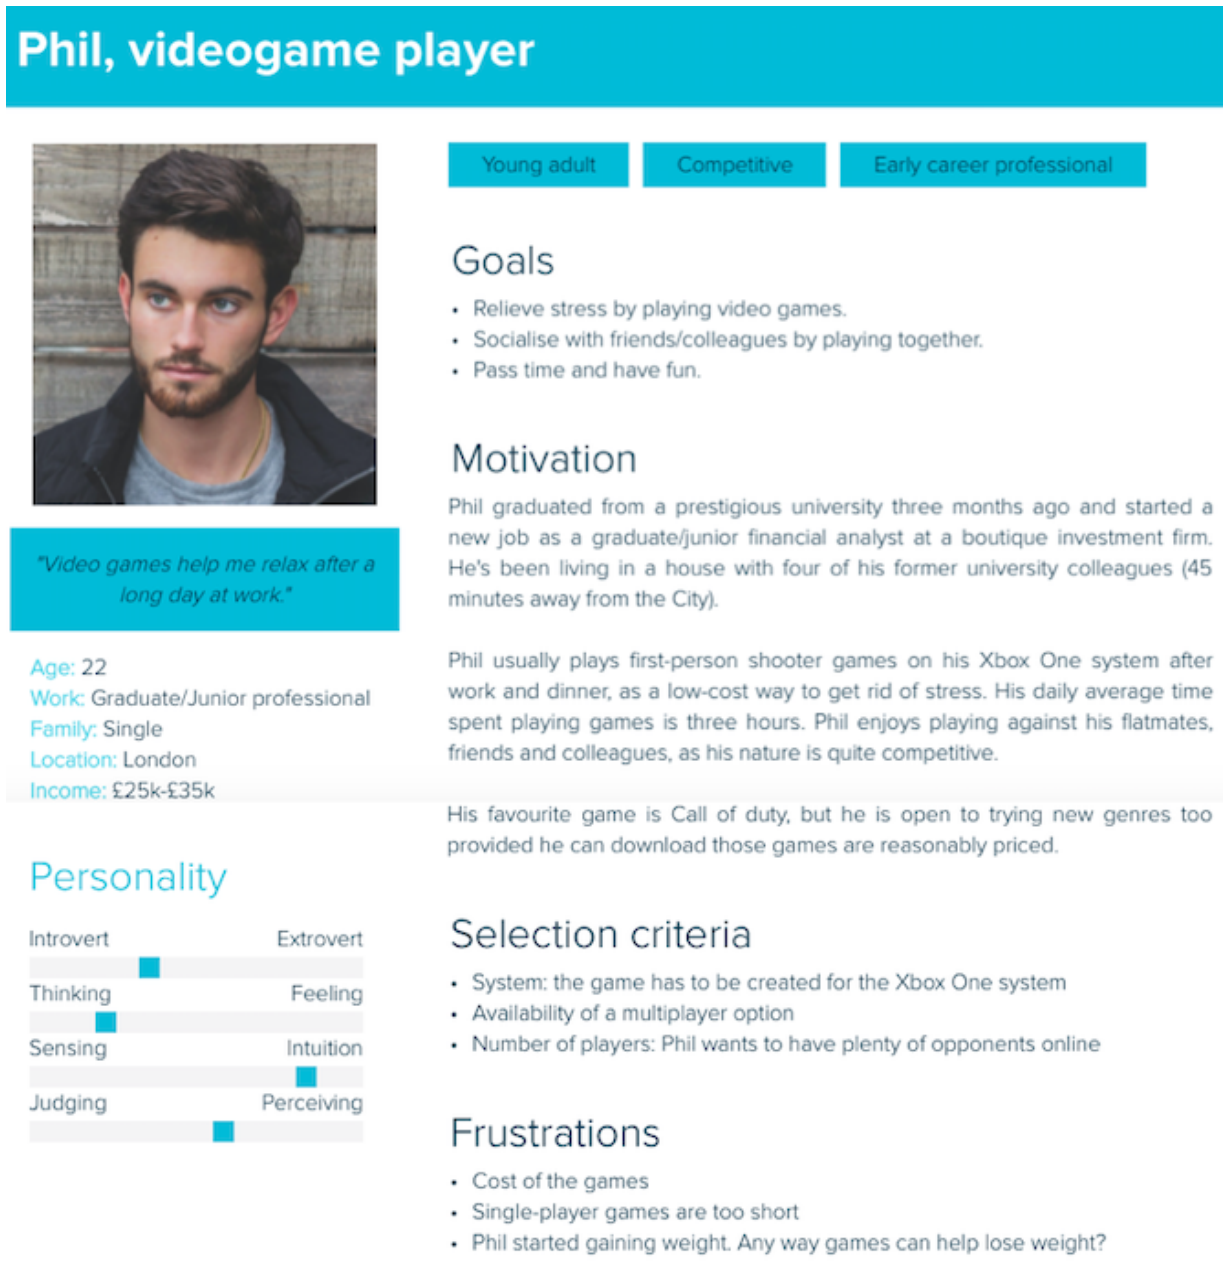 Phil, videogame player
"Video games help me relax after a
long day at work."
Age: 22
Work: Graduate/Junior professional
Family: Single
Location: London
Income: £25k-£35k
Personality
Introvert Extrovert
Thinking Feeling
Sensing Intuition
Judging Perceiving
Young adult Competitive Early career professional
Goals
• Relieve stress by playing video games.
• Socialise with friends/colleagues by playing together.
• Pass time and have fun.
Motivation
Phil graduated from a prestigious university three months ago and started a
new job as a graduate/junior financial analyst at a boutique investment firm.
He's been living in a house with four of his former university colleagues (45
minutes away from the City).
Phil usually plays first-person shooter games on his Xbox One system after
work and dinner, as a low-cost way to get rid of stress. His daily average time
spent playing games is three hours. Phil enjoys playing against his flatmates,
friends and colleagues, as his nature is quite competitive.
His favourite game is Call of duty, but he is open to trying new genres too
provided he can download those games are reasonably priced.
Selection criteria
• System: the game has to be created for the Xbox One system
• Availability of a multiplayer option
• Number of players: Phil wants to have plenty of opponents online
Frustrations
• Cost of the games
• Single-player games are too short
• Phil started gaining weight. Any way games can help lose weight?